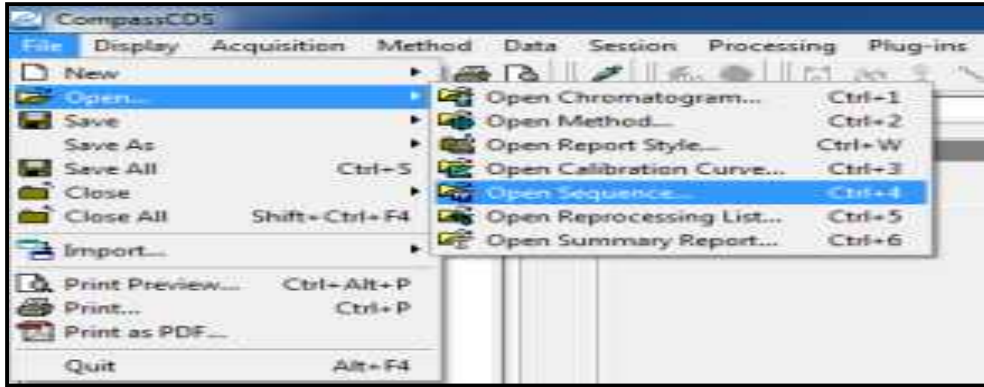 CompassCDS
File Display Acquisition Method Data Session Processing Plug-ins
New
Open...
Save
Save As
Save All Ctrl+S
Close
Close All Shift+Ctrl+F4
Import...
Print Preview... Ctrl+Alt+P
Print... Ctrl+P
Print as PDF...
Quit Alt+F4
Open Chromatogram... Ctrl+1
Open Method... Ctrl+2
Open Report Style... Ctrl+W
Open Calibration Curve... Ctrl+3
Open Sequence... Ctrl+4
Open Reprocessing List... Ctrl+5
Open Summary Report... Ctrl+6